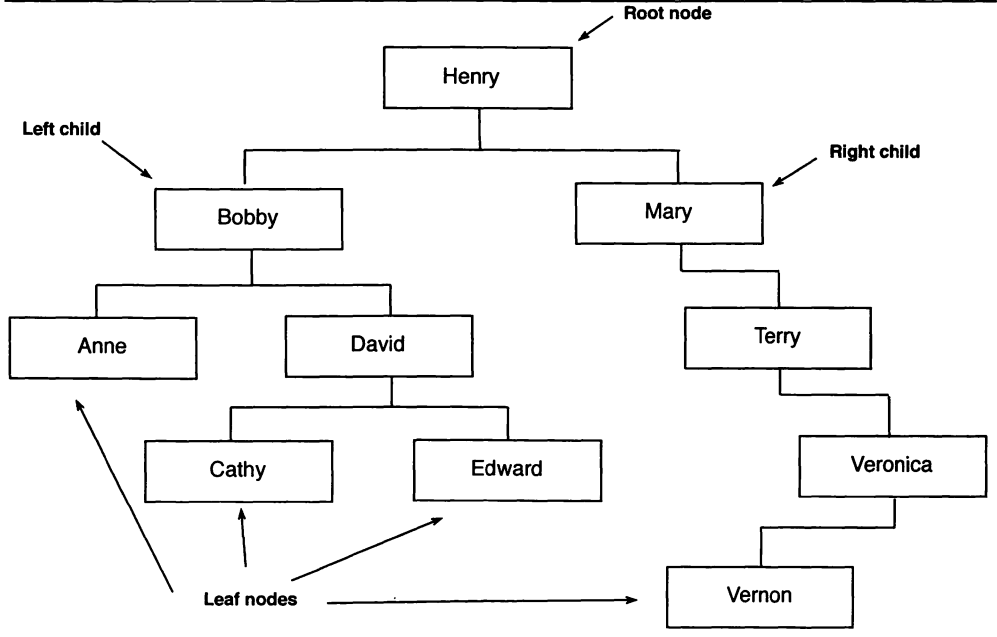 Root node
Henry
Left child
Right child
Bobby
Mary
Anne
David
Terry
Cathy
Edward
Veronica
Leaf nodes
Vernon